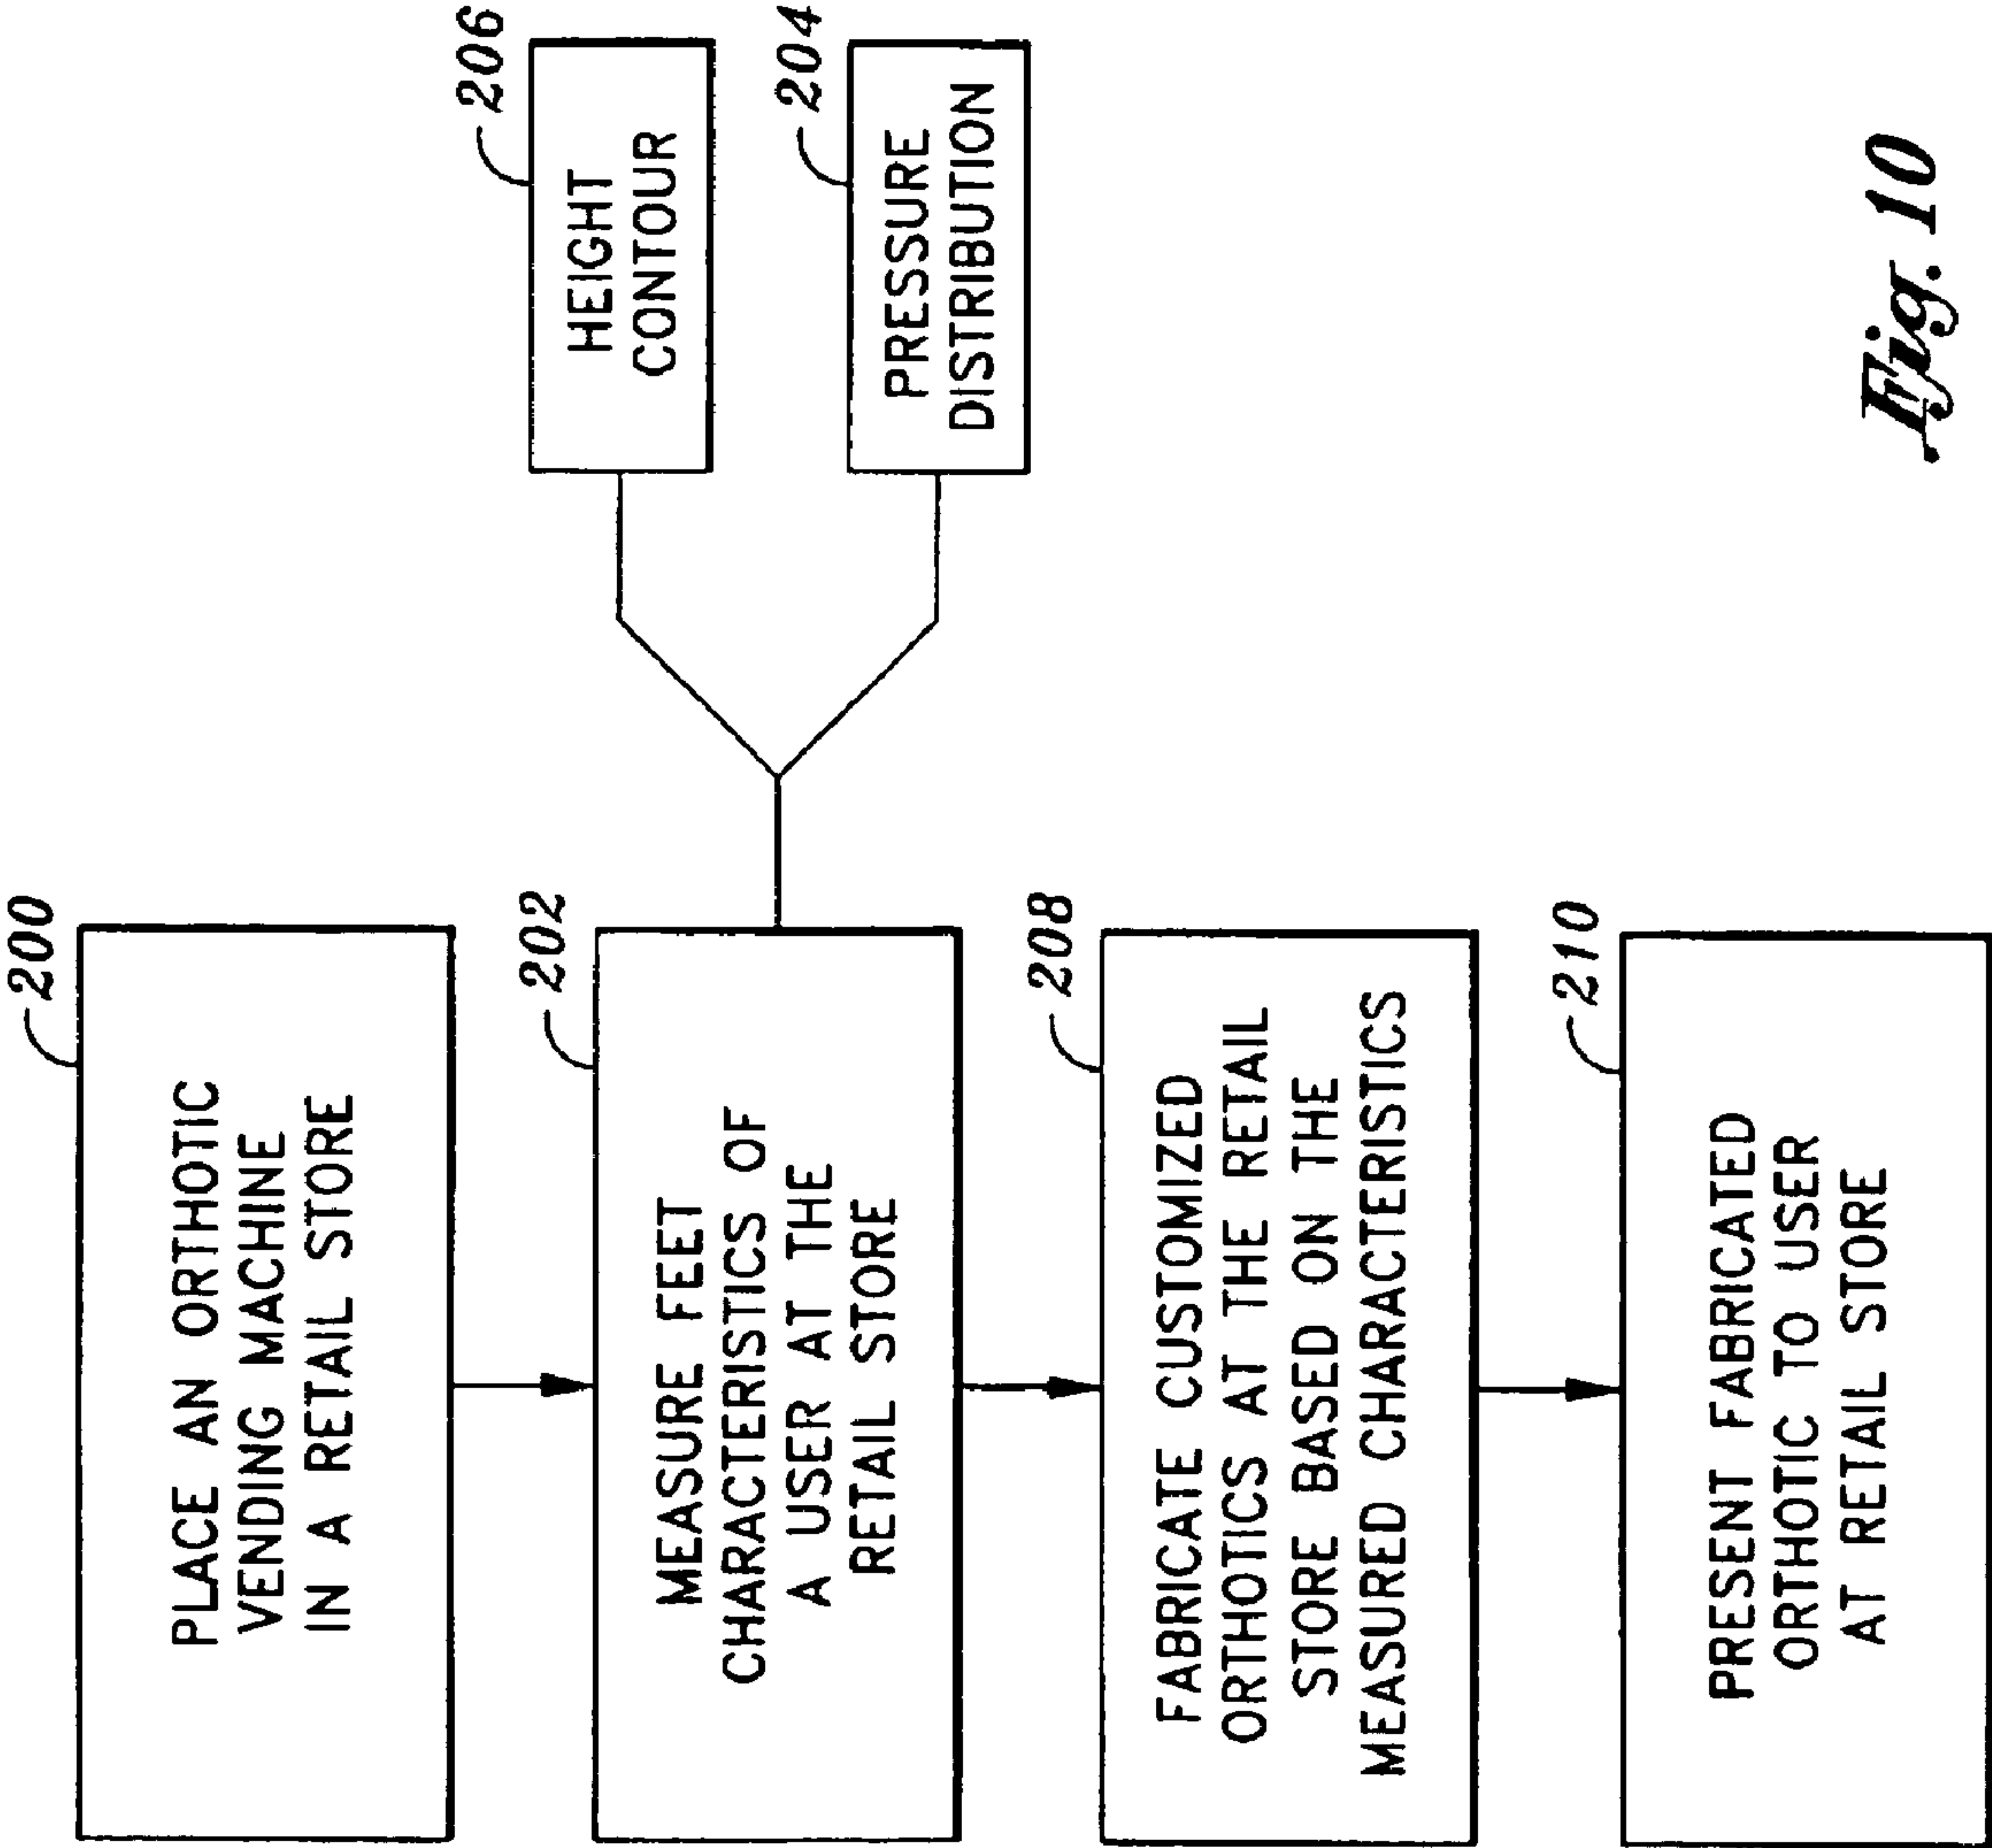 200
PLACE AN ORTHOTIC
VENDING MACHINE
IN A RETAIL STORE
202
MEASURE FEET
CHARACTERISTICS OF
A USER AT THE
RETAIL STORE
206
HEIGHT
CONTOUR
204
PRESSURE
DISTRIBUTION
208
FABRICATE CUSTOMIZED
ORTHOTICS AT THE RETAIL
STORE BASED ON THE
MEASURED CHARACTERISTICS
210
PRESENT FABRICATED
ORTHOTIC TO USER
AT RETAIL STORE
Fig. 10